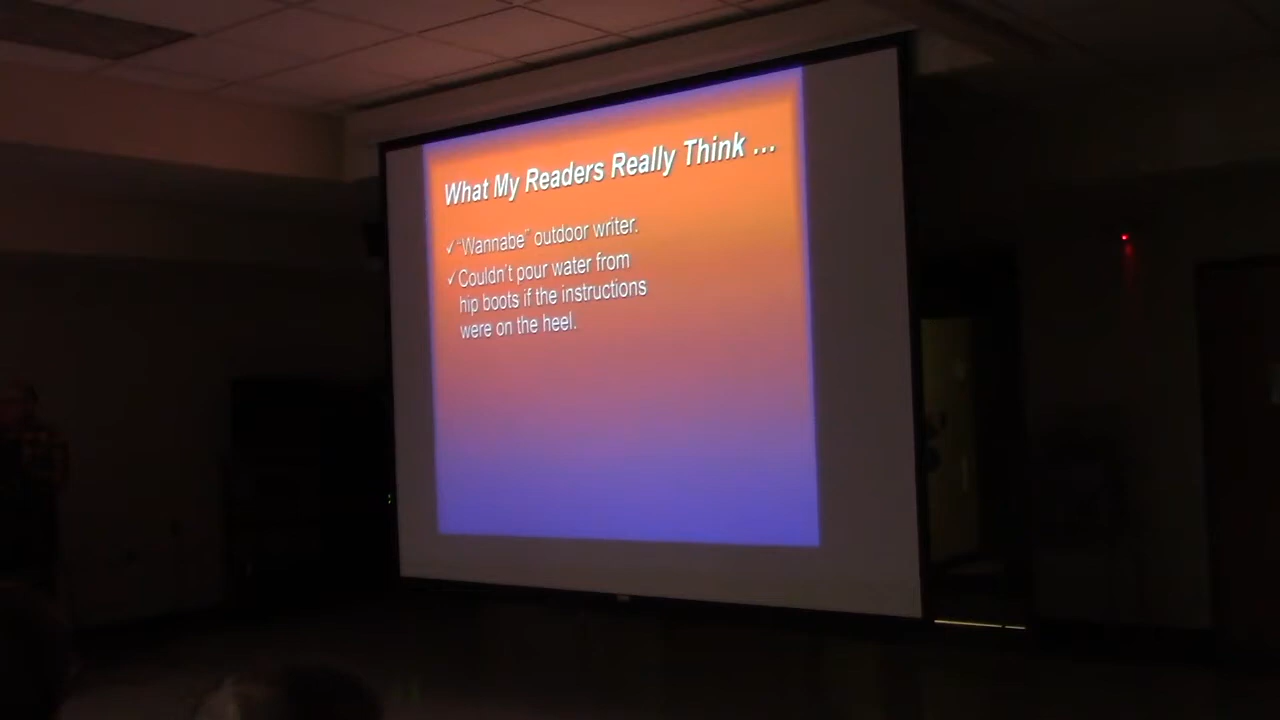 What My Readers Really Think ...
✓"Wannabe" outdoor writer.
✓Couldn't pour water from
hip boots if the instructions
were on the heel.